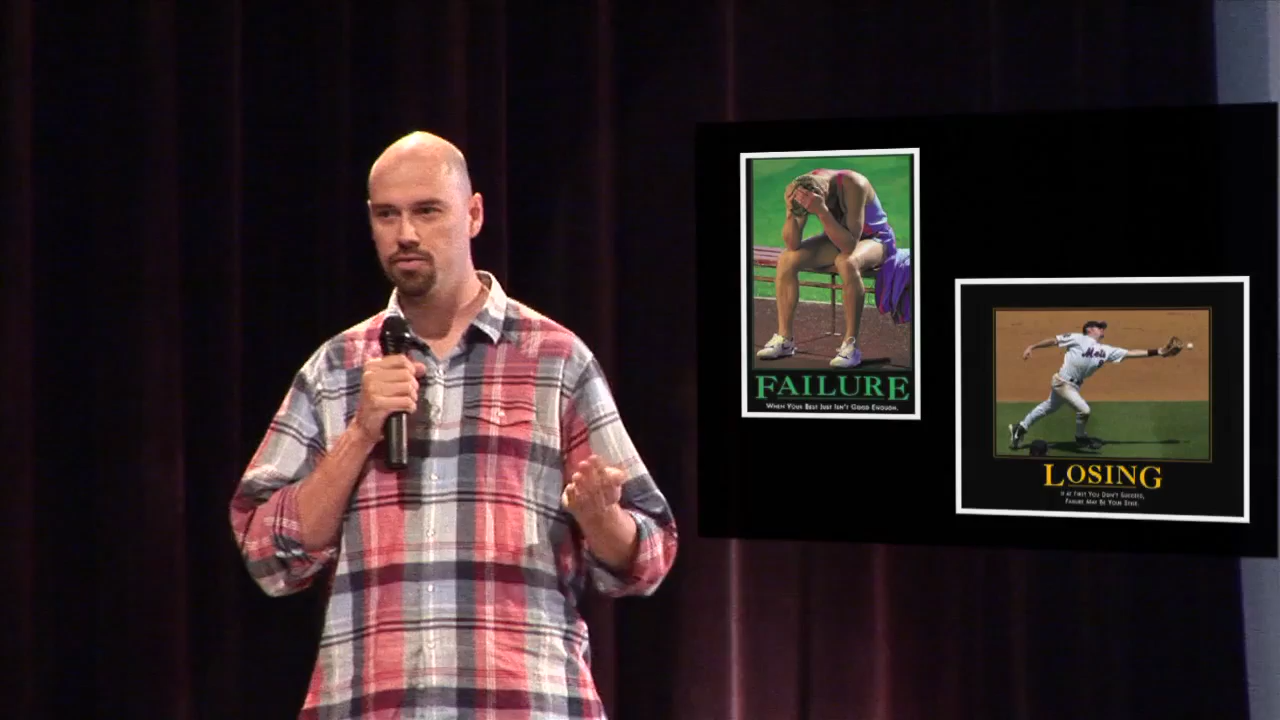 FAILURE
WHEN YOUR BEST JUST ISN'T GOOD ENOUGH.
Mets
LOSING
IF AT FIRST YOU DON'T SUCCEED,
FAILURE MAY BE YOUR STYLE.